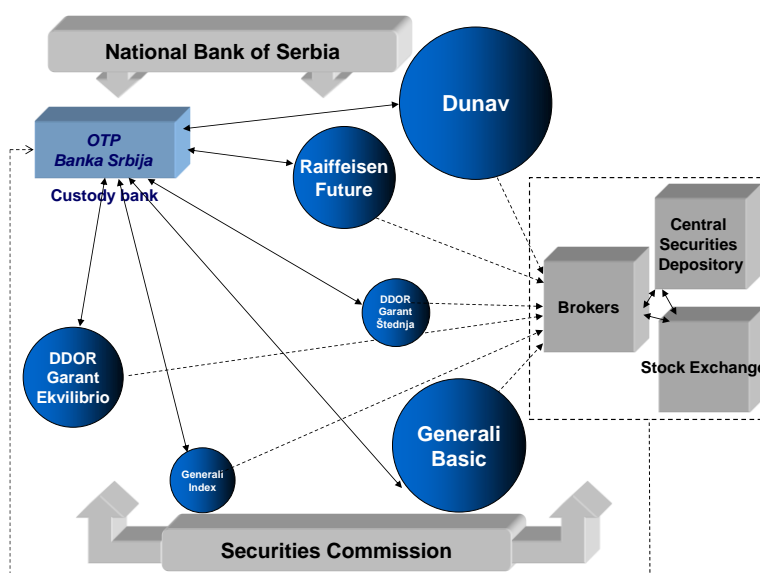 National Bank of Serbia
Dunav
OTP
Banka Srbija
Custody bank
Raiffeisen
Future
Central
Securities
Depository
Brokers
Stock Exchange
DDOR
Garant
Štednja
DDOR
Garant
Ekvilibrio
Generali
Basic
Generali
Index
Securities Commission